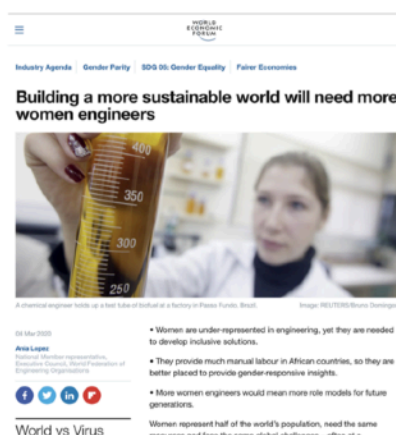 WORLD
ECONOMIC
FORUM
Industry Agenda Gender Parity SDG 05: Gender Equality Fairer Economies
Building a more sustainable world will need more
women engineers
400
350
300
250
A chemical engineer holds up a test tube of biofuel at a factory in Passo Fundo, Brazil. Image: REUTERS/Bruno Domingos
04 Mar 2020
Ania Lopez
National Member representative,
Executive Council, World Federation of
Engineering Organisations
• Women are under-represented in engineering, yet they are needed
to develop inclusive solutions.
• They provide much manual labour in African countries, so they are
better placed to provide gender-responsive insights.
• More women engineers would mean more role models for future
generations.
World vs Virus
Women represent half of the world's population, need the same